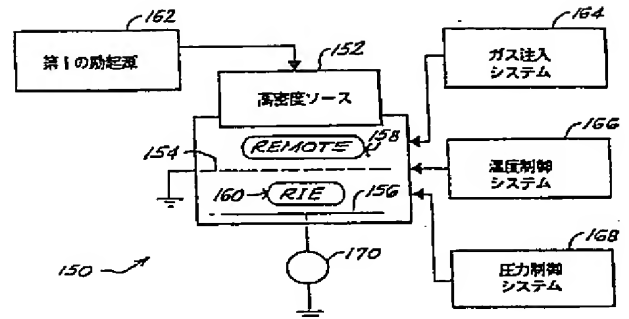 162
152
164
第1の励起源
高密度ソース
ガス注入
システム
154
REMOTE
158
166
160
RIE
156
温度制御
システム
168
150
170
圧力制御
システム